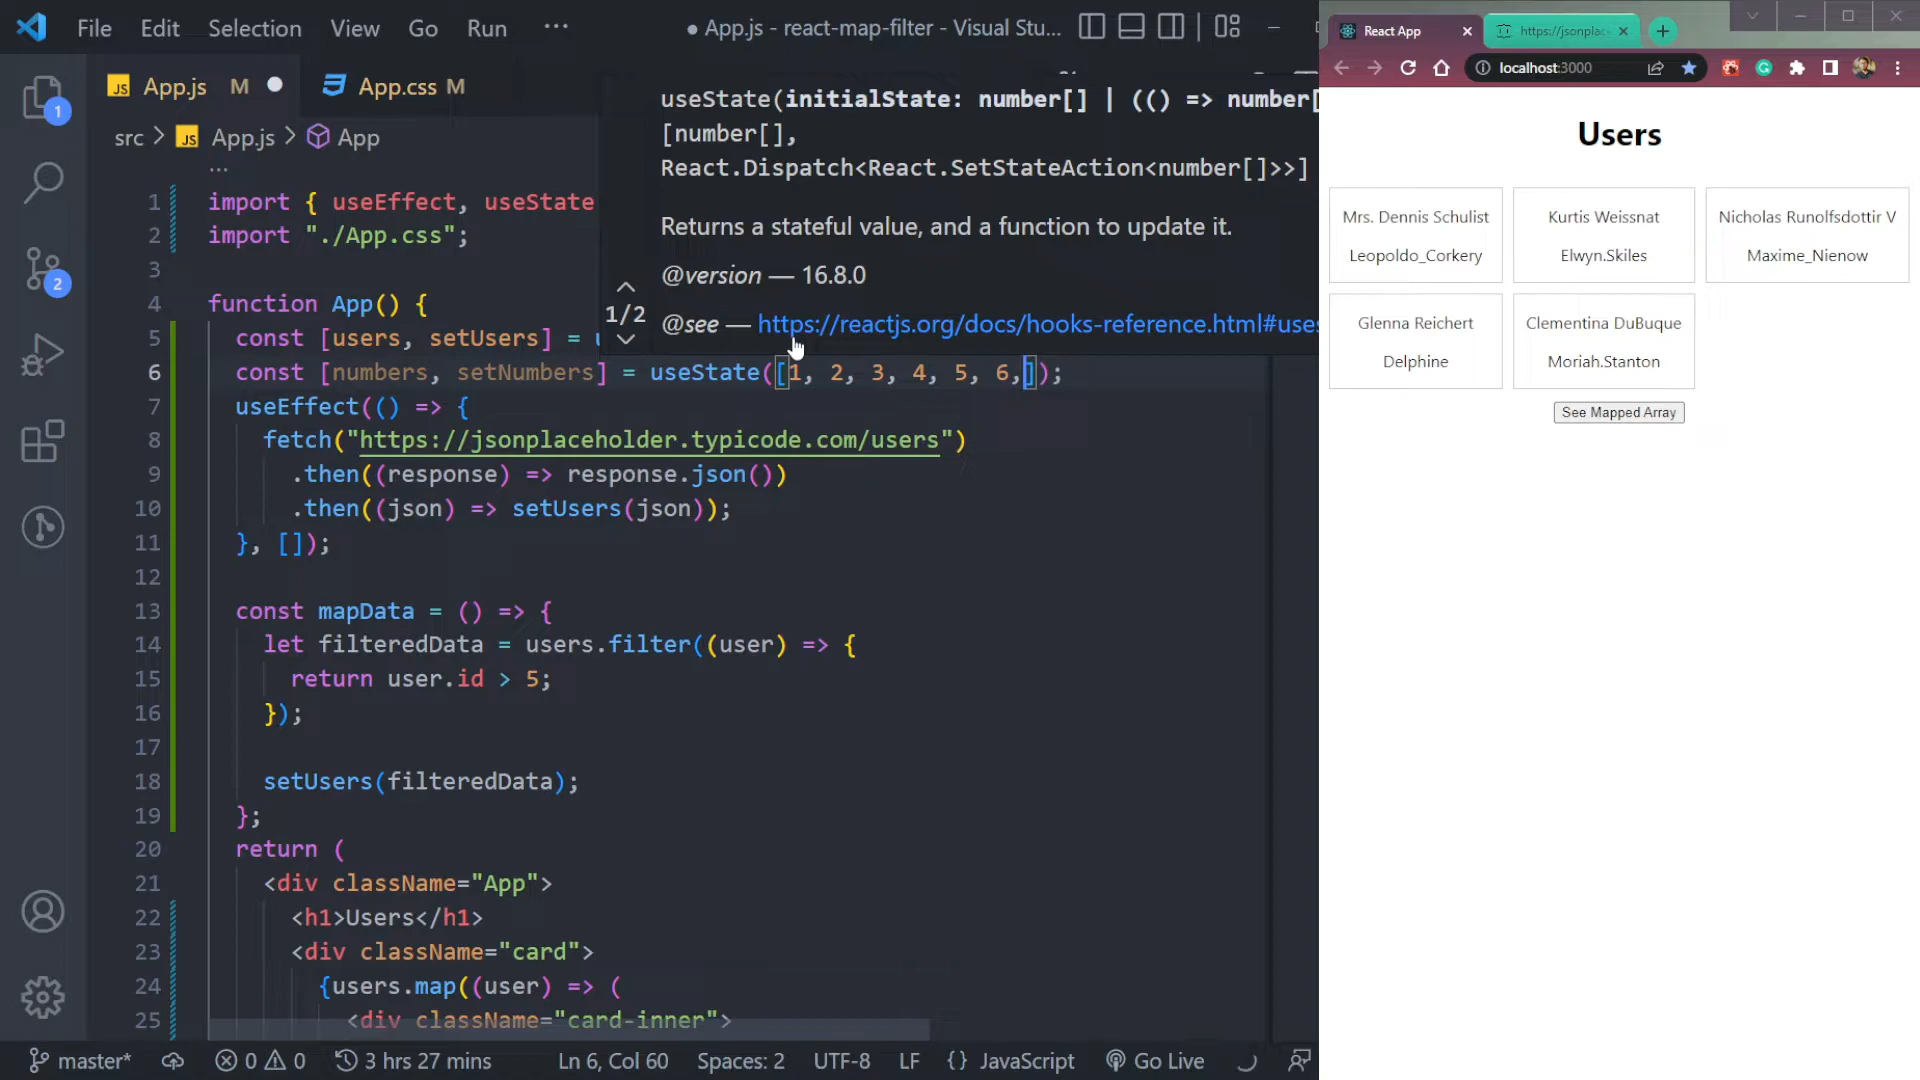 File Edit Selection View Go Run ···
● App.js - react-map-filter - Visual Stu...
App.js M
App.css M
src > App.js > App
useState(initialState: number[] | (() => number[
[number[],
React.Dispatch<React.SetStateAction<number[]>>]
Returns a stateful value, and a function to update it.
@version — 16.8.0
1/2
@see — https://reactjs.org/docs/hooks-reference.html#uses
1 import { useEffect, useState
2 import "./App.css";
3
4 function App() {
5 const [users, setUsers] = u
6 const [numbers, setNumbers] = useState([1, 2, 3, 4, 5, 6,]);
7 useEffect(() => {
8 fetch("https://jsonplaceholder.typicode.com/users")
9 .then((response) => response.json())
10 .then((json) => setUsers(json));
11 }, []);
12
13 const mapData = () => {
14 let filteredData = users.filter((user) => {
15 return user.id > 5;
16 });
17
18 setUsers(filteredData);
19 };
20 return (
21 <div className="App">
22 <h1>Users</h1>
23 <div className="card">
24 {users.map((user) => (
25 <div className="card-inner">
1
2
master* 0 0 3 hrs 27 mins Ln 6, Col 60 Spaces: 2 UTF-8 LF {} JavaScript Go Live
React App
https://jsonplac
localhost:3000
Users
Mrs. Dennis Schulist
Leopoldo_Corkery
Kurtis Weissnat
Elwyn.Skiles
Nicholas Runolfsdottir V
Maxime_Nienow
Glenna Reichert
Delphine
Clementina DuBuque
Moriah.Stanton
See Mapped Array